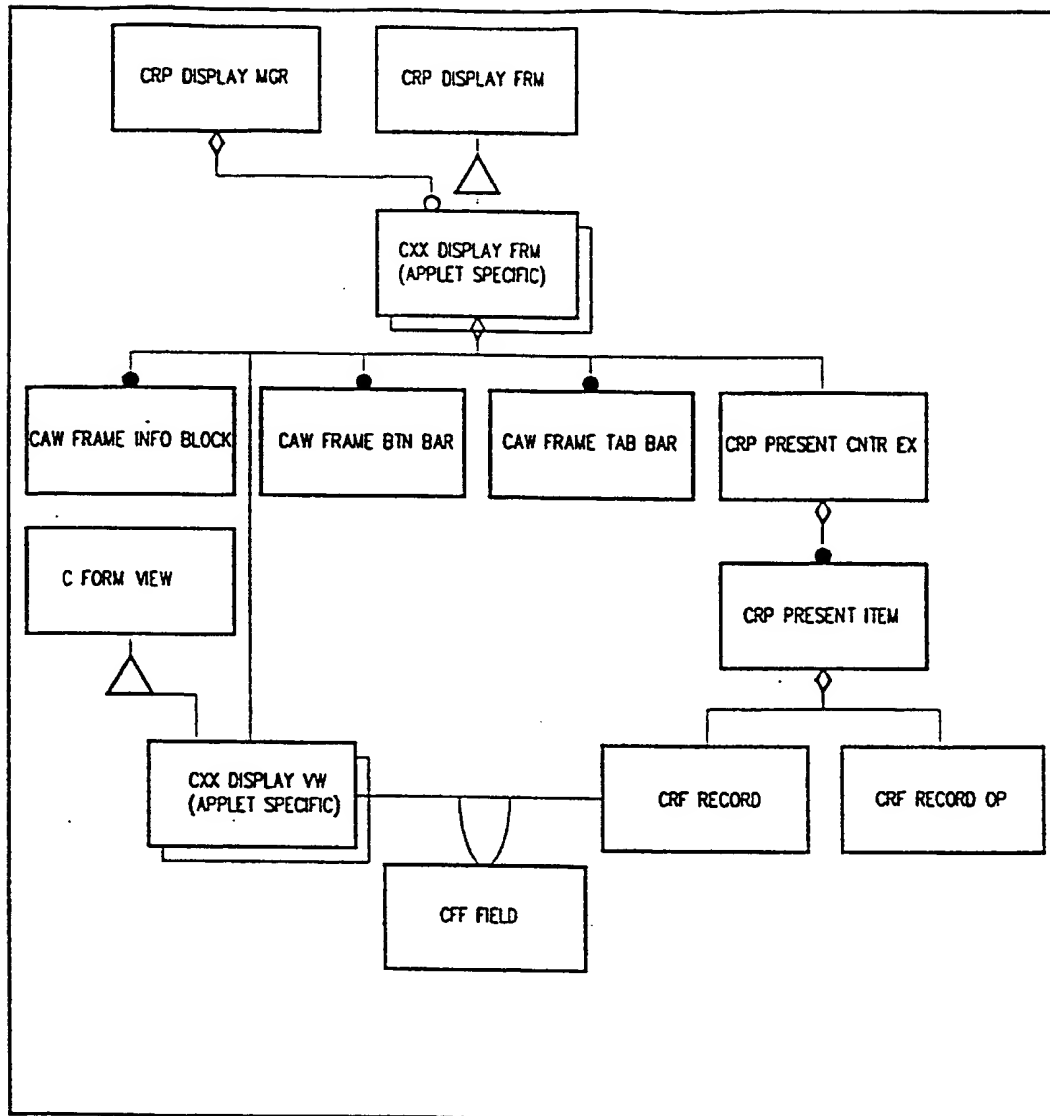 CRP DISPLAY MGR
CRP DISPLAY FRM
CXX DISPLAY FRM
(APPLET SPECIFIC)
CAW FRAME INFO BLOCK
CAW FRAME BTN BAR
CAW FRAME TAB BAR
CRP PRESENT CNTR EX
C FORM VIEW
CRP PRESENT ITEM
CXX DISPLAY VW
(APPLET SPECIFIC)
CRF RECORD
CRF RECORD OP
CFF FIELD